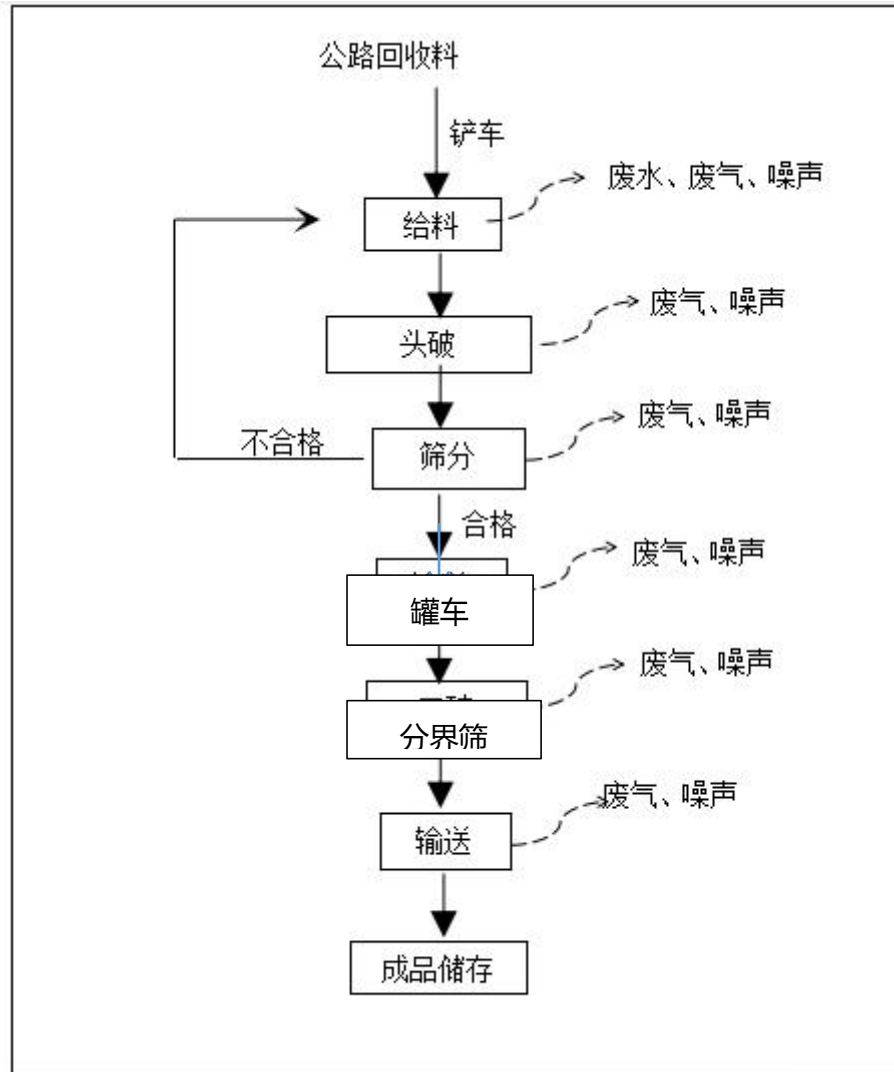 公路回收料
铲车
废水、废气、噪声
给料
废气、噪声
头破
废气、噪声
不合格
筛分
合格
废气、噪声
罐车
废气、噪声
分界筛
废气、噪声
输送
成品储存